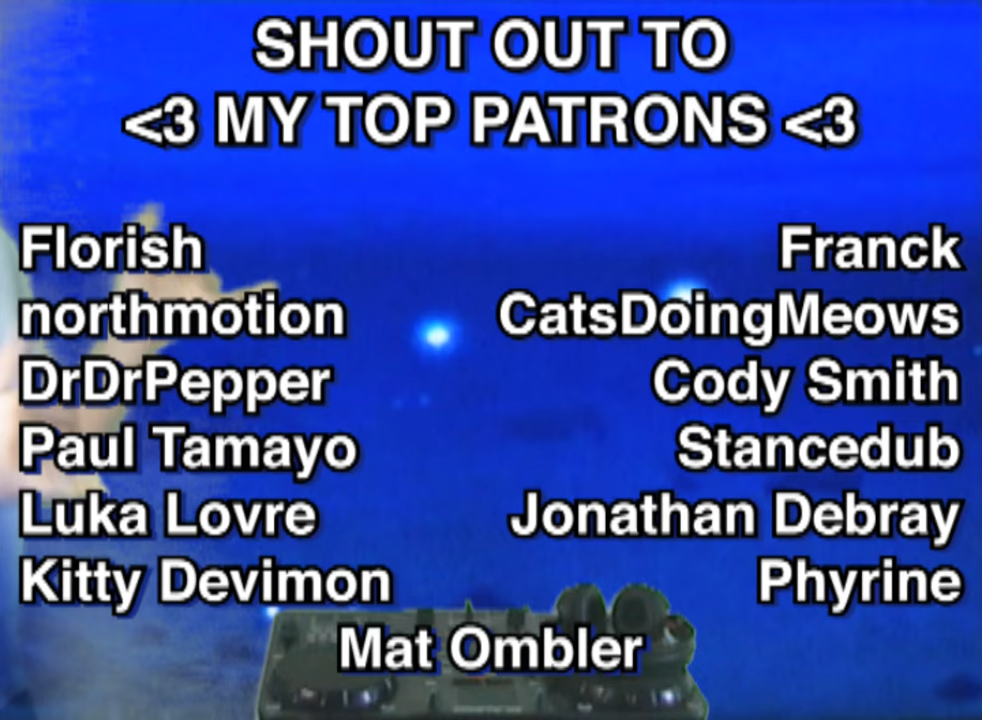 SHOUT OUT TO
<3 MY TOP PATRONS <3
Florish
northmotion
DrDrPepper
Paul Tamayo
Luka Lovre
Kitty Devimon
Franck
CatsDoingMeows
Cody Smith
Stancedub
Jonathan Debray
Phyrine
Mat Ombler